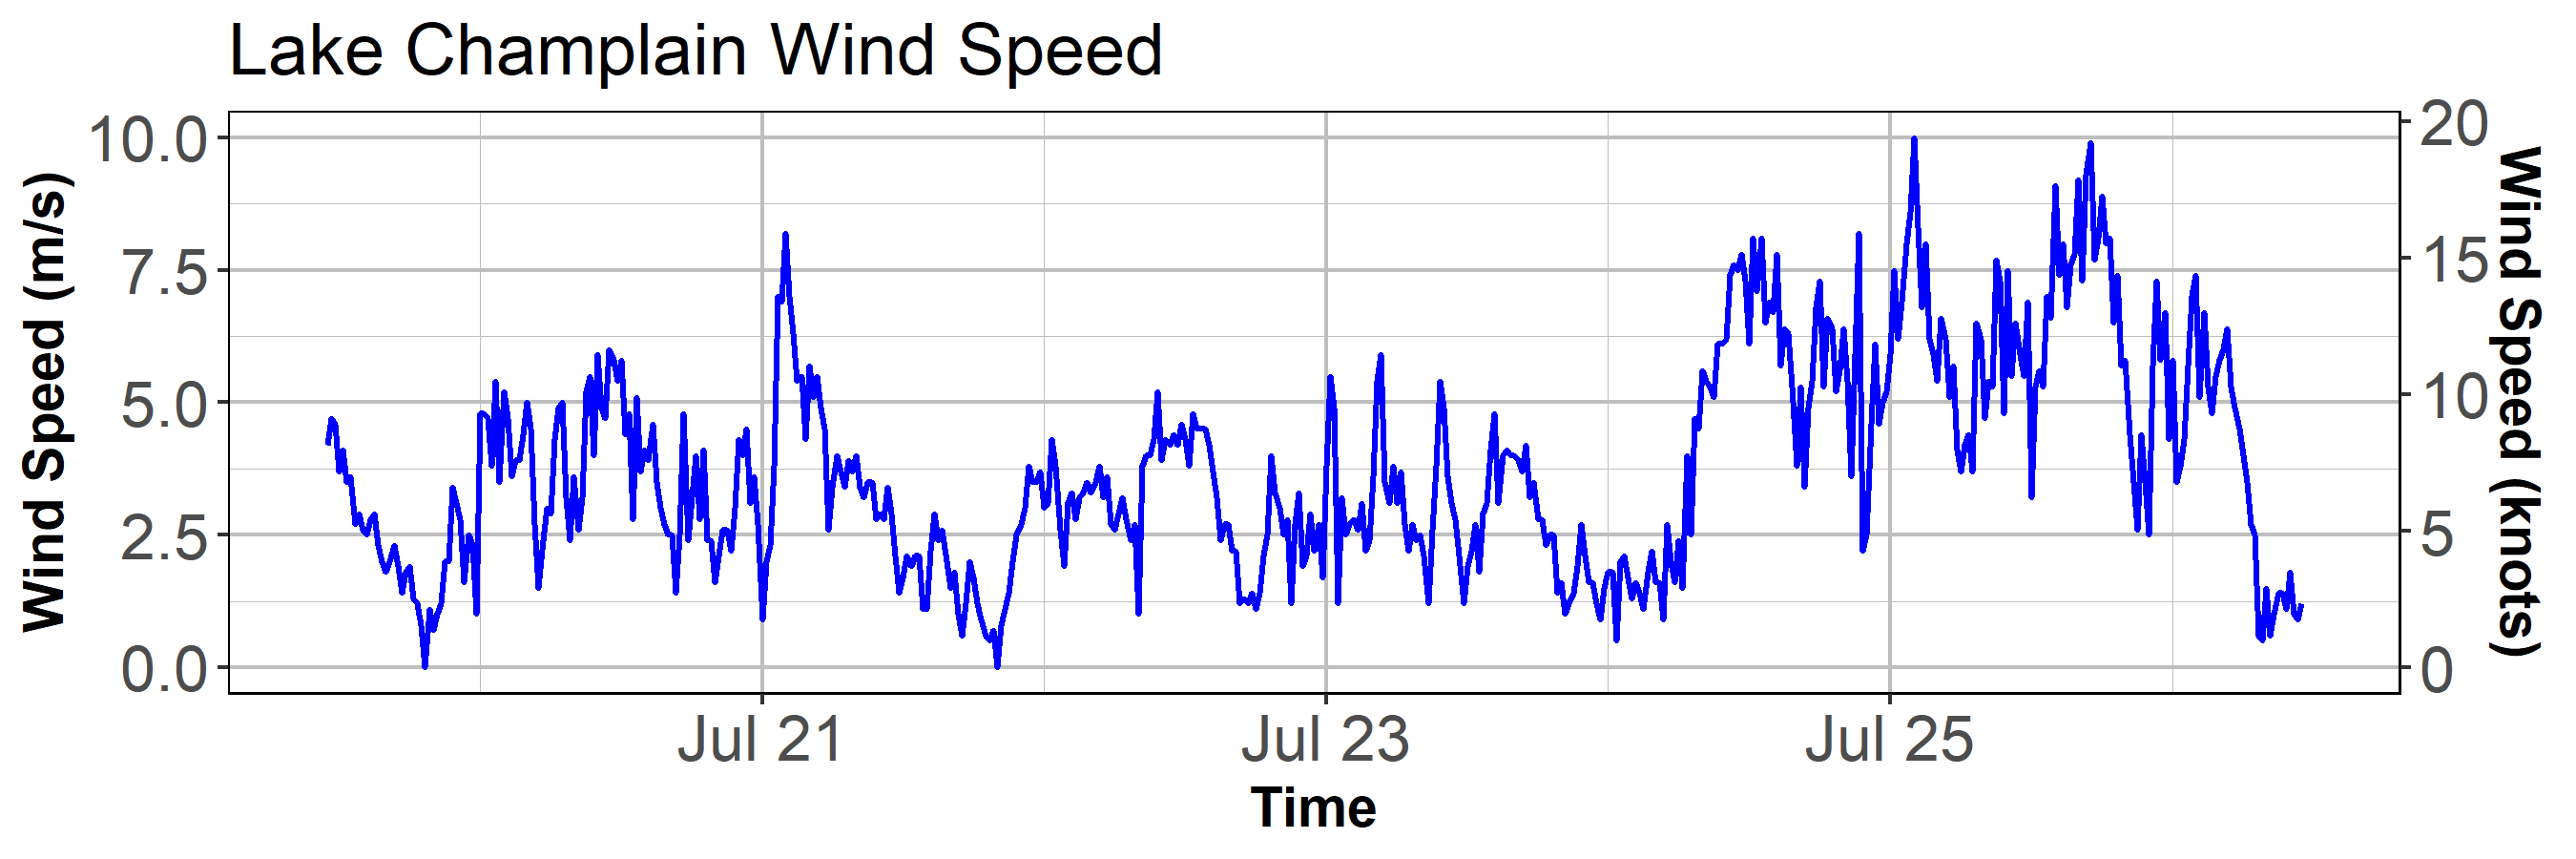 Lake Champlain Wind Speed
10.0
7.5
5.0
2.5
0.0
Wind Speed (m/s)
20
15
10
5
0
Wind Speed (knots)
Jul 21
Jul 23
Jul 25
Time